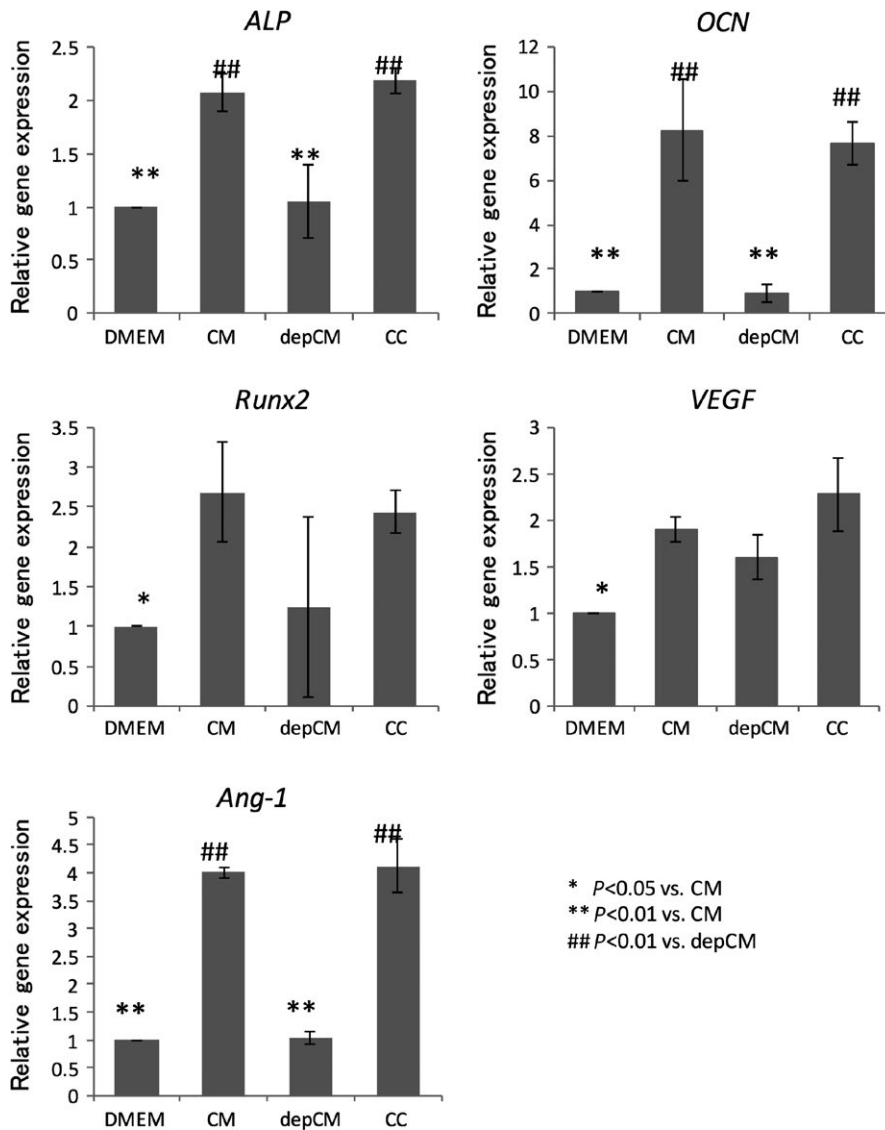 ALP
Relative gene expression
2.5
2
1.5
1
0.5
0
**
##
**
##
DMEM CM depCM CC
OCN
Relative gene expression
12
10
8
6
4
2
0
**
##
**
##
DMEM CM depCM CC
Runx2
Relative gene expression
3.5
3
2.5
2
1.5
1
0.5
0
*
DMEM CM depCM CC
VEGF
Relative gene expression
3
2.5
2
1.5
1
0.5
0
*
DMEM CM depCM CC
Ang-1
Relative gene expression
5
4.5
4
3.5
3
2.5
2
1.5
1
0.5
0
**
##
**
##
DMEM CM depCM CC
* P<0.05 vs. CM
** P<0.01 vs. CM
## P<0.01 vs. depCM